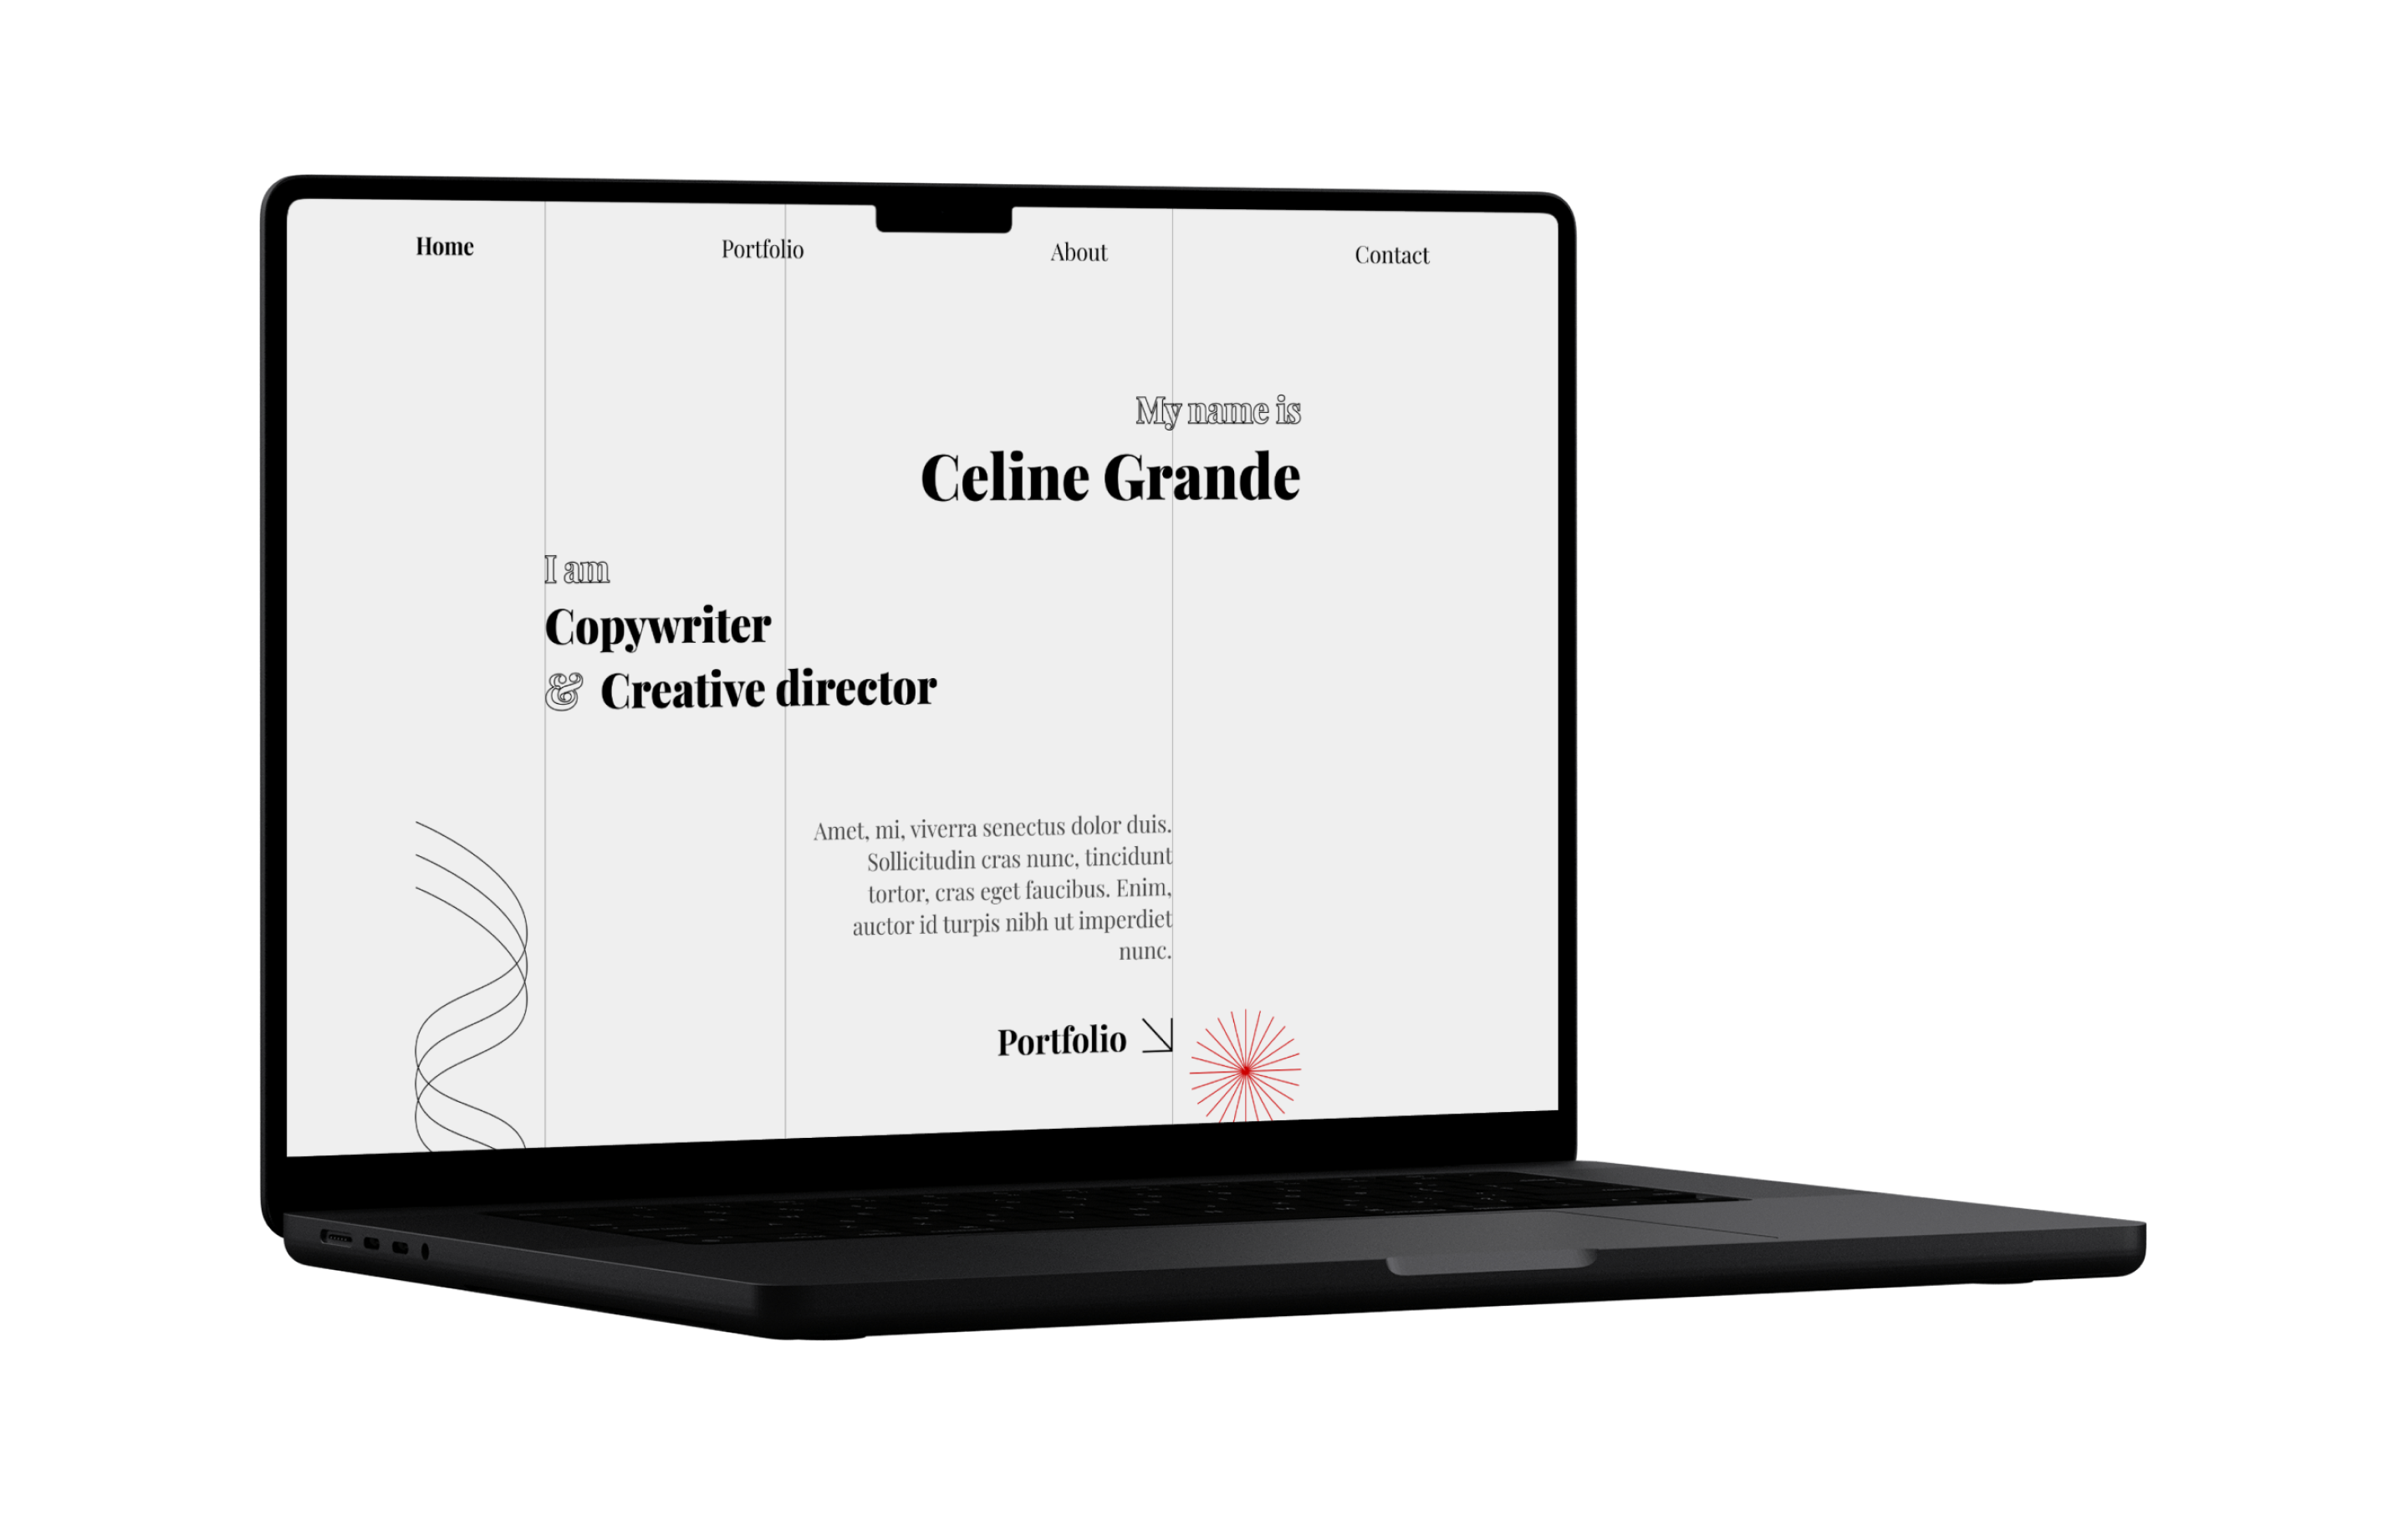 Home Portfolio About Contact
My name is
Celine Grande
I am
Copywriter
& Creative director
Amet, mi, viverra senectus dolor duis.
Sollicitudin cras nunc, tincidunt
tortor, cras eget faucibus. Enim,
auctor id turpis nibh ut imperdiet
nunc.
Portfolio